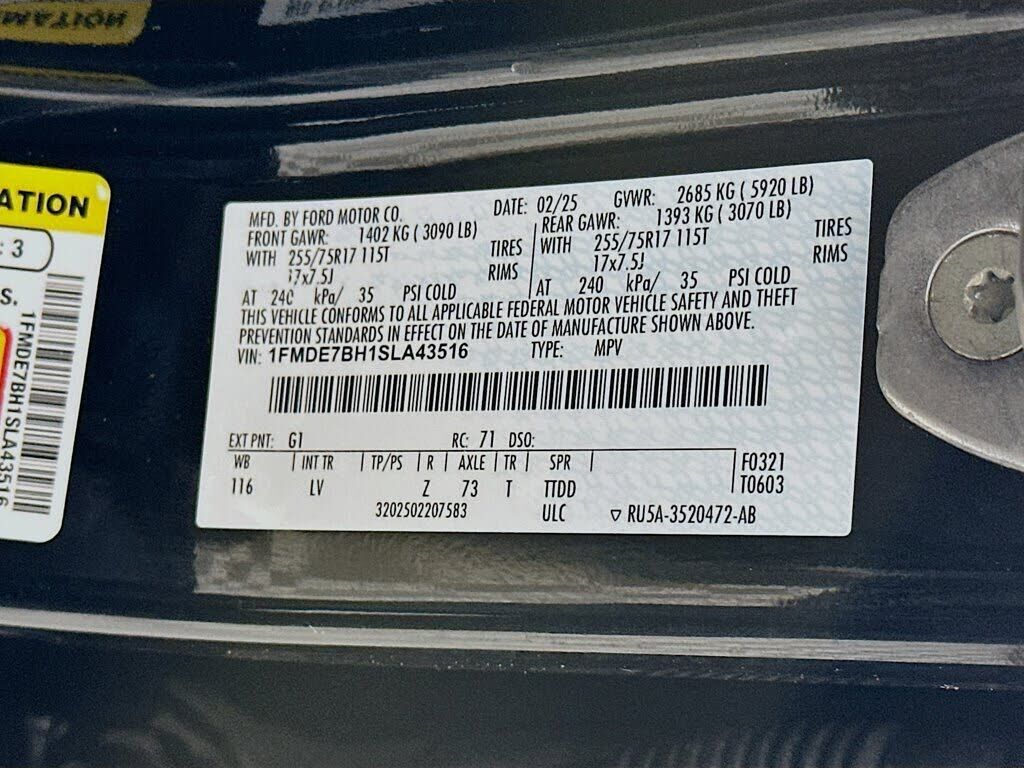 ATION
: 3
S.
1FMDE7BH1SLA43516
MFD. BY FORD MOTOR CO. DATE: 02/25 GVWR: 2685 KG ( 5920 LB)
FRONT GAWR: 1402 KG ( 3090 LB) REAR GAWR: 1393 KG ( 3070 LB)
WITH 255/75R17 115T TIRES WITH 255/75R17 115T TIRES
17x7.5J RIMS 17x7.5J RIMS
AT 240 kPa/ 35 PSI COLD AT 240 kPa/ 35 PSI COLD
THIS VEHICLE CONFORMS TO ALL APPLICABLE FEDERAL MOTOR VEHICLE SAFETY AND THEFT
PREVENTION STANDARDS IN EFFECT ON THE DATE OF MANUFACTURE SHOWN ABOVE.
VIN: 1FMDE7BH1SLA43516 TYPE: MPV
EXT PNT: G1 RC: 71 DSO:
WB INT TR TP/PS R AXLE TR SPR F0321
116 LV Z 73 T TTDD T0603
3202502207583 ULC ▽ RU5A-3520472-AB